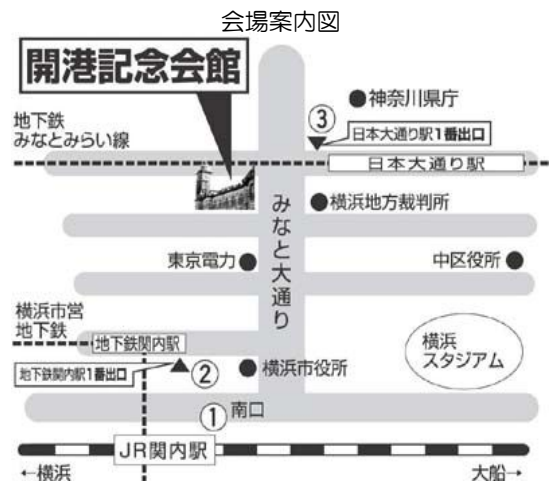 会場案内図
開港記念会館
神奈川県庁
③
地下鉄
みなとみらい線
日本大通り駅1番出口
日本大通り駅
みなと大通り
横浜地方裁判所
東京電力
中区役所
横浜市営
地下鉄
地下鉄関内駅
横浜
スタジアム
地下鉄関内駅1番出口
②
横浜市役所
①
南口
JR関内駅
←横浜
大船→